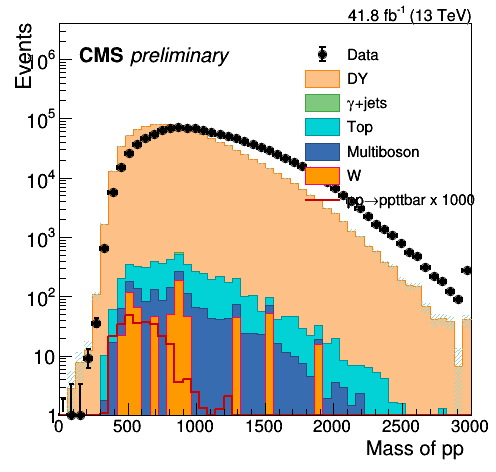 41.8 fb⁻¹ (13 TeV)
Events
CMS preliminary
Data
DY
γ+jets
Top
Multiboson
W
→ppttbar x 1000
10⁶
10⁵
10⁴
10³
10²
10
1
0 500 1000 1500 2000 2500 3000
Mass of pp